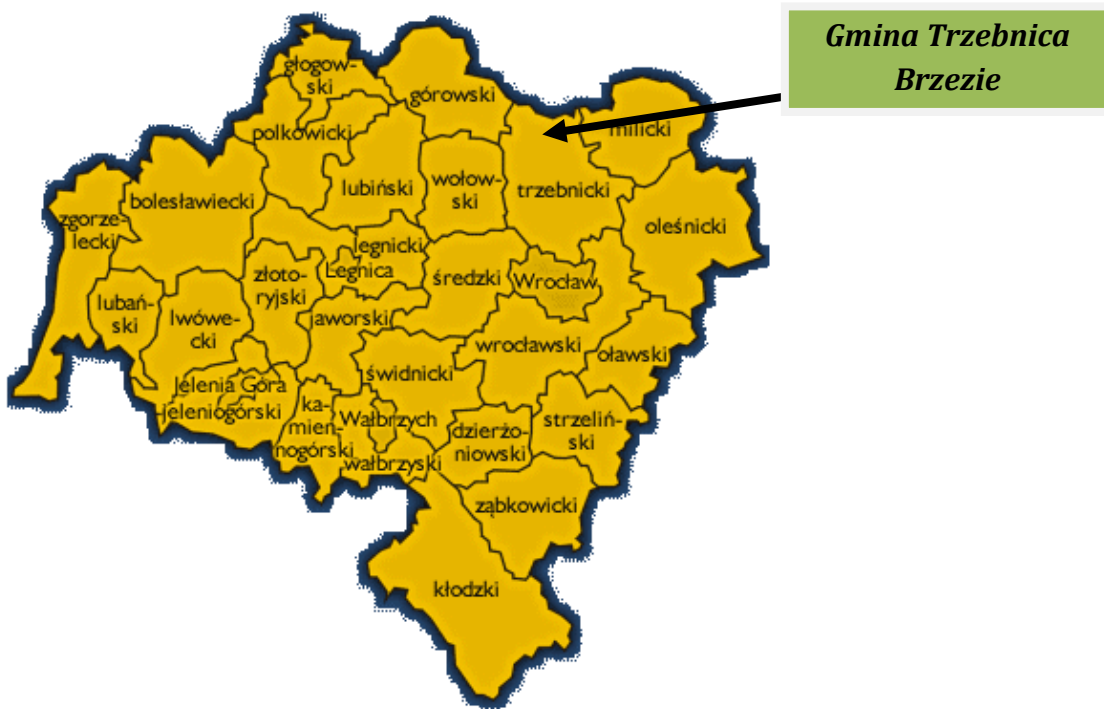 Gmina Trzebnica
Brzezie
głogow-
ski
górowski
milicki
polkowicki
lubiński
wołow-
ski
trzebnicki
bolesławiecki
zgorze-
lecki
oleśnicki
legnicki
Legnica
średzki
Wrocław
złoto-
ryjski
lubań-
ski
lwówe-
cki
jaworski
wrocławski
oławski
świdnicki
Jelenia Góra
jeleniogórski
ka-
mien-
nogórski
Wałbrzych
wałbrzyski
dzierżo-
niowski
strzeliń-
ski
ząbkowicki
kłodzki